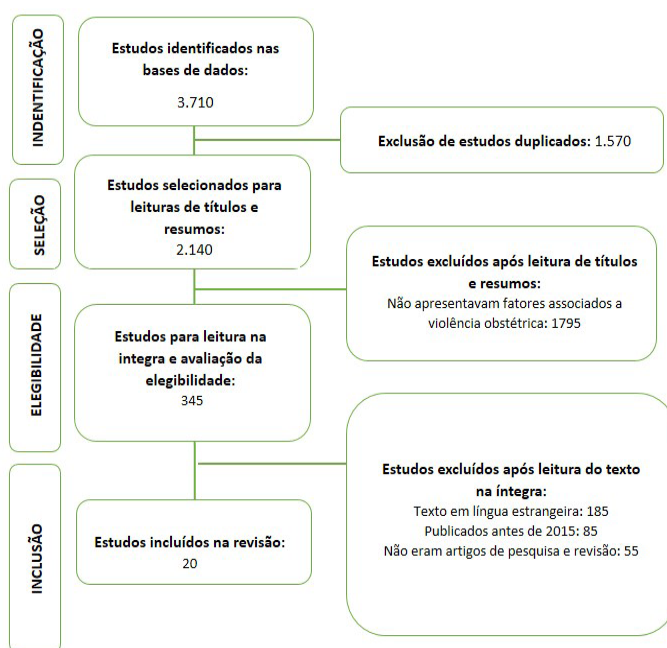 INDENTIFICAÇÃO
Estudos identificados nas
bases de dados:
3.710
Exclusão de estudos duplicados: 1.570
SELEÇÃO
Estudos selecionados para
leituras de títulos e
resumos:
2.140
Estudos excluídos após leitura de títulos
e resumos:
Não apresentavam fatores associados a
violência obstétrica: 1795
ELEGIBILIDADE
Estudos para leitura na
integra e avaliação da
elegibilidade:
345
Estudos excluídos após leitura do texto
na íntegra:
Texto em língua estrangeira: 185
Publicados antes de 2015: 85
Não eram artigos de pesquisa e revisão: 55
INCLUSÃO
Estudos incluídos na revisão:
20